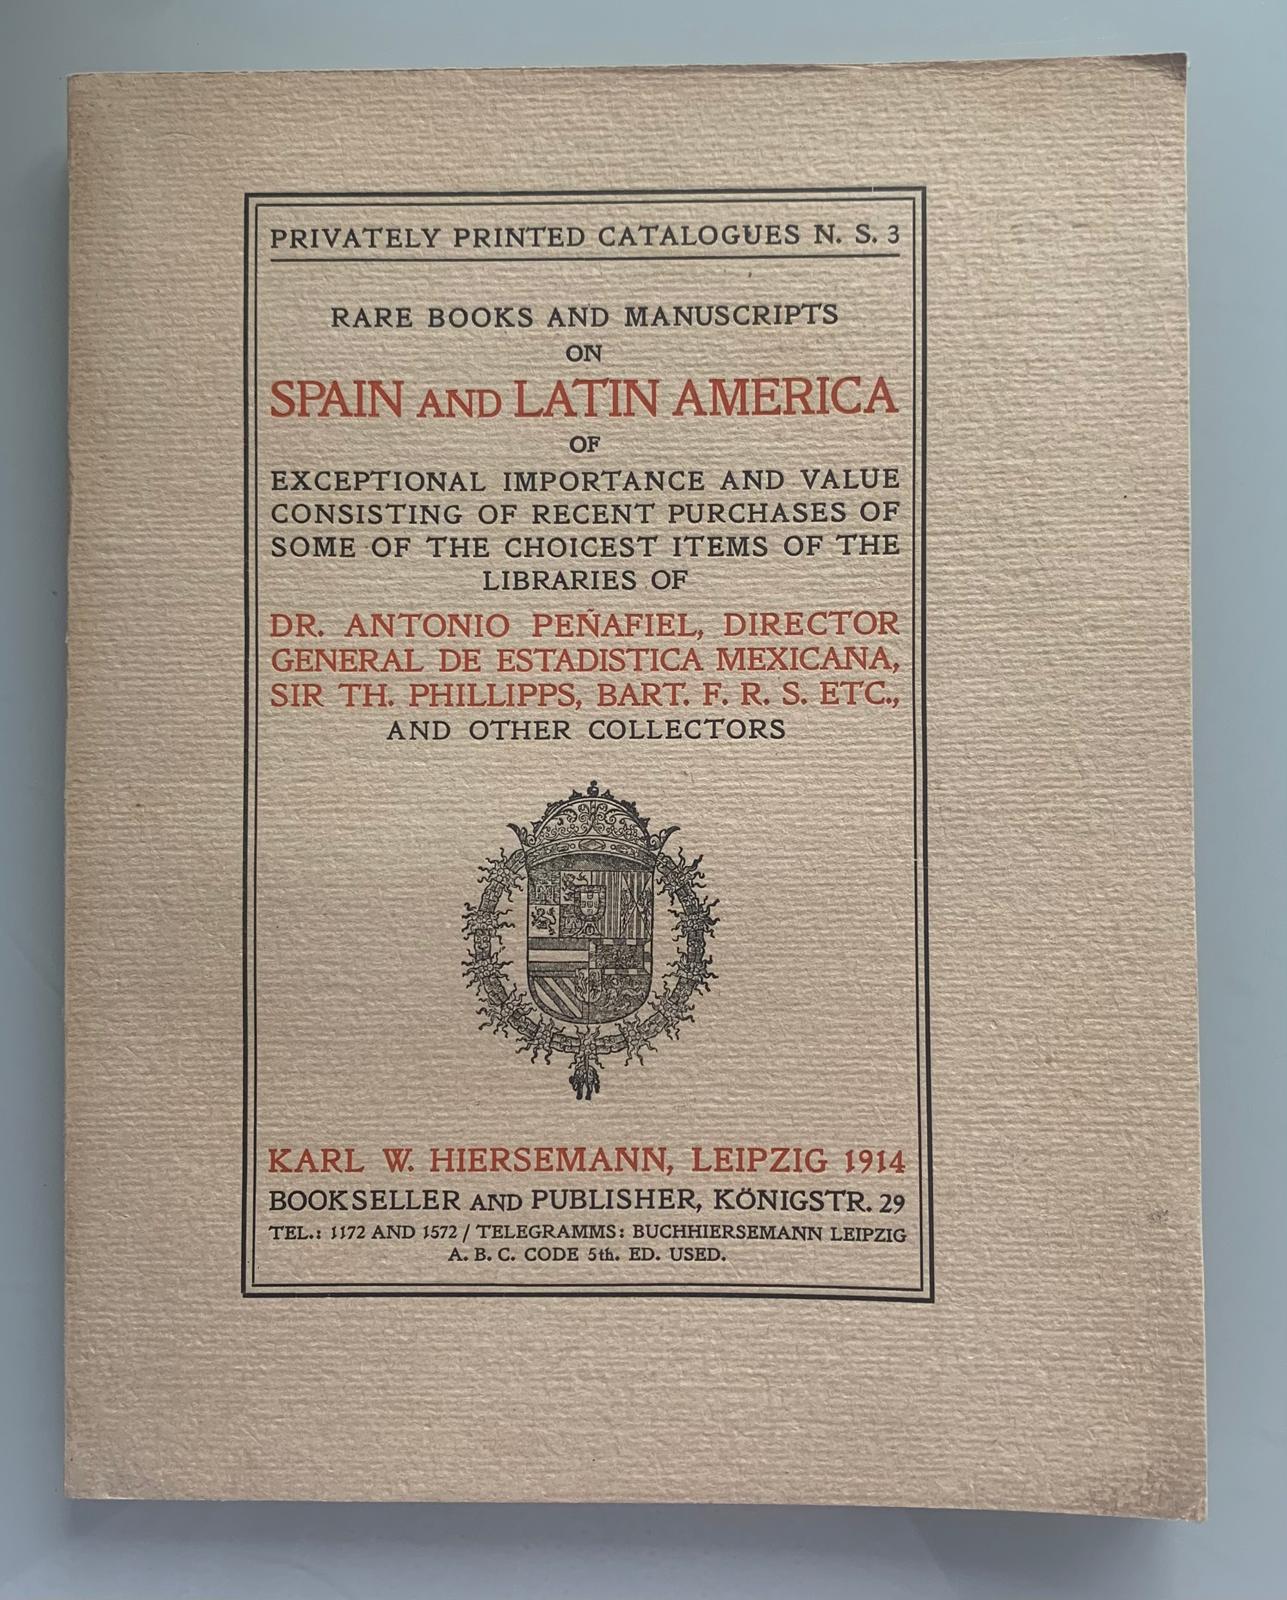 PRIVATELY PRINTED CATALOGUES N. S. 3
RARE BOOKS AND MANUSCRIPTS
ON
SPAIN AND LATIN AMERICA
OF
EXCEPTIONAL IMPORTANCE AND VALUE
CONSISTING OF RECENT PURCHASES OF
SOME OF THE CHOICEST ITEMS OF THE
LIBRARIES OF
DR. ANTONIO PEÑAFIEL, DIRECTOR
GENERAL DE ESTADISTICA MEXICANA,
SIR TH. PHILLIPPS, BART. F. R. S. ETC.,
AND OTHER COLLECTORS
KARL W. HIERSEMANN, LEIPZIG 1914
BOOKSELLER AND PUBLISHER, KÖNIGSTR. 29
TEL.: 1172 AND 1572 / TELEGRAMMS: BUCHHIERSEMANN LEIPZIG
A. B. C. CODE 5th. ED. USED.